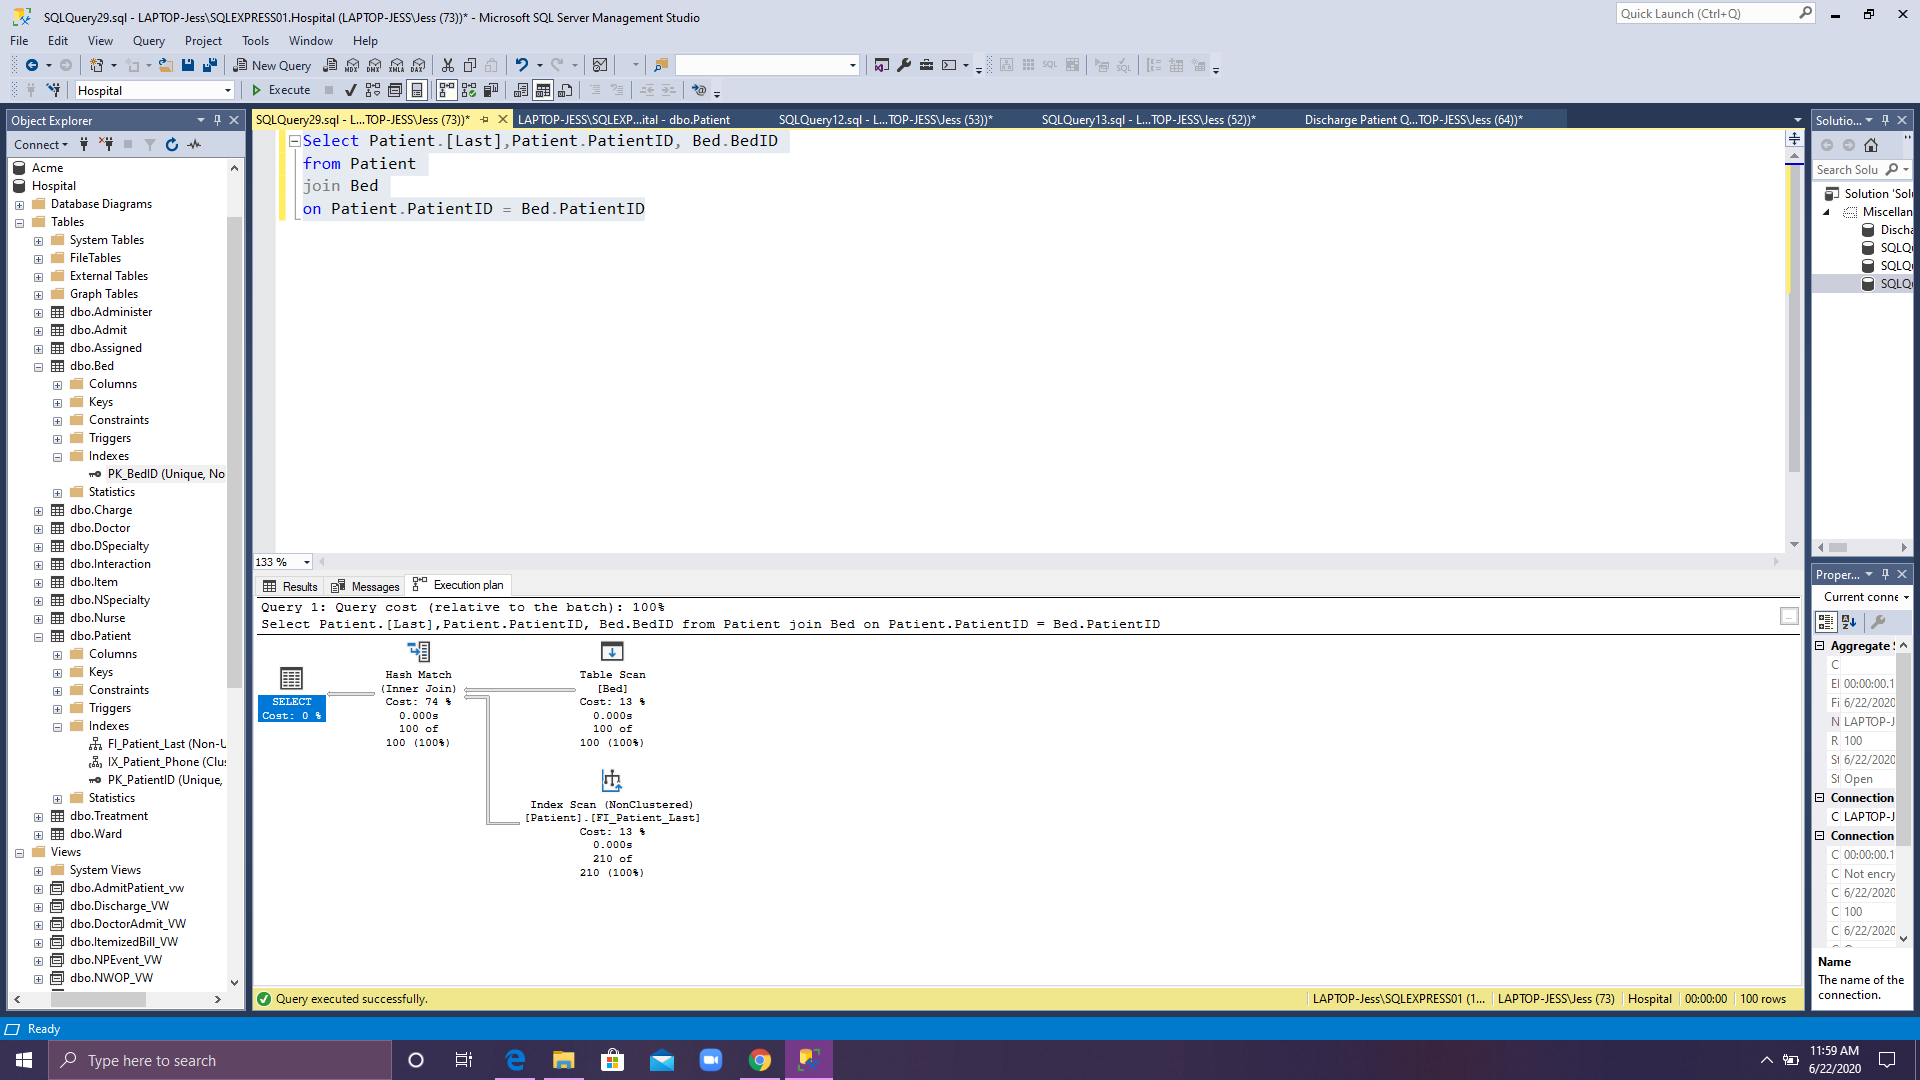 SQLQuery29.sql - LAPTOP-Jess\SQLEXPRESS01.Hospital (LAPTOP-JESS\Jess (73))* - Microsoft SQL Server Management Studio
Quick Launch (Ctrl+Q)
File Edit View Query Project Tools Window Help
New Query
MDX DMX XMLA DAX
Hospital
Execute
Object Explorer
Connect
Acme
Hospital
Database Diagrams
Tables
System Tables
FileTables
External Tables
Graph Tables
dbo.Administer
dbo.Admit
dbo.Assigned
dbo.Bed
Columns
Keys
Constraints
Triggers
Indexes
PK_BedID (Unique, No
Statistics
dbo.Charge
dbo.Doctor
dbo.DSpecialty
dbo.Interaction
dbo.Item
dbo.NSpecialty
dbo.Nurse
dbo.Patient
Columns
Keys
Constraints
Triggers
Indexes
FI_Patient_Last (Non-U
IX_Patient_Phone (Clu
PK_PatientID (Unique,
Statistics
dbo.Treatment
dbo.Ward
Views
System Views
dbo.AdmitPatient_vw
dbo.Discharge_VW
dbo.DoctorAdmit_VW
dbo.ItemizedBill_VW
dbo.NPEvent_VW
dbo.NWOP_VW
SQLQuery29.sql - L...TOP-JESS\Jess (73))* LAPTOP-JESS\SQLEXP...ital - dbo.Patient SQLQuery12.sql - L...TOP-JESS\Jess (53))* SQLQuery13.sql - L...TOP-JESS\Jess (52))* Discharge Patient Q...TOP-JESS\Jess (64))*
Select Patient.[Last],Patient.PatientID, Bed.BedID
from Patient
join Bed
on Patient.PatientID = Bed.PatientID
133 %
Results Messages Execution plan
Query 1: Query cost (relative to the batch): 100%
Select Patient.[Last],Patient.PatientID, Bed.BedID from Patient join Bed on Patient.PatientID = Bed.PatientID
SELECT
Cost: 0 %
Hash Match
(Inner Join)
Cost: 74 %
0.000s
100 of
100 (100%)
Table Scan
[Bed]
Cost: 13 %
0.000s
100 of
100 (100%)
Index Scan (NonClustered)
[Patient].[FI_Patient_Last]
Cost: 13 %
0.000s
210 of
210 (100%)
Query executed successfully.
LAPTOP-Jess\SQLEXPRESS01 (1... LAPTOP-JESS\Jess (73) Hospital 00:00:00 100 rows
Solutio...
Search Solu
Solution 'Solu
Miscellan
Discha
SQLQu
SQLQu
SQLQu
Proper...
Current conne
Aggregate S
C
El 00:00:00.1
Fi 6/22/2020
N LAPTOP-J
R 100
St 6/22/2020
St Open
Connection
C LAPTOP-J
Connection
C 00:00:00.1
C Not encry
C 6/22/2020
C 100
C 6/22/2020
Name
The name of the
connection.
Ready
Type here to search
11:59 AM
6/22/2020